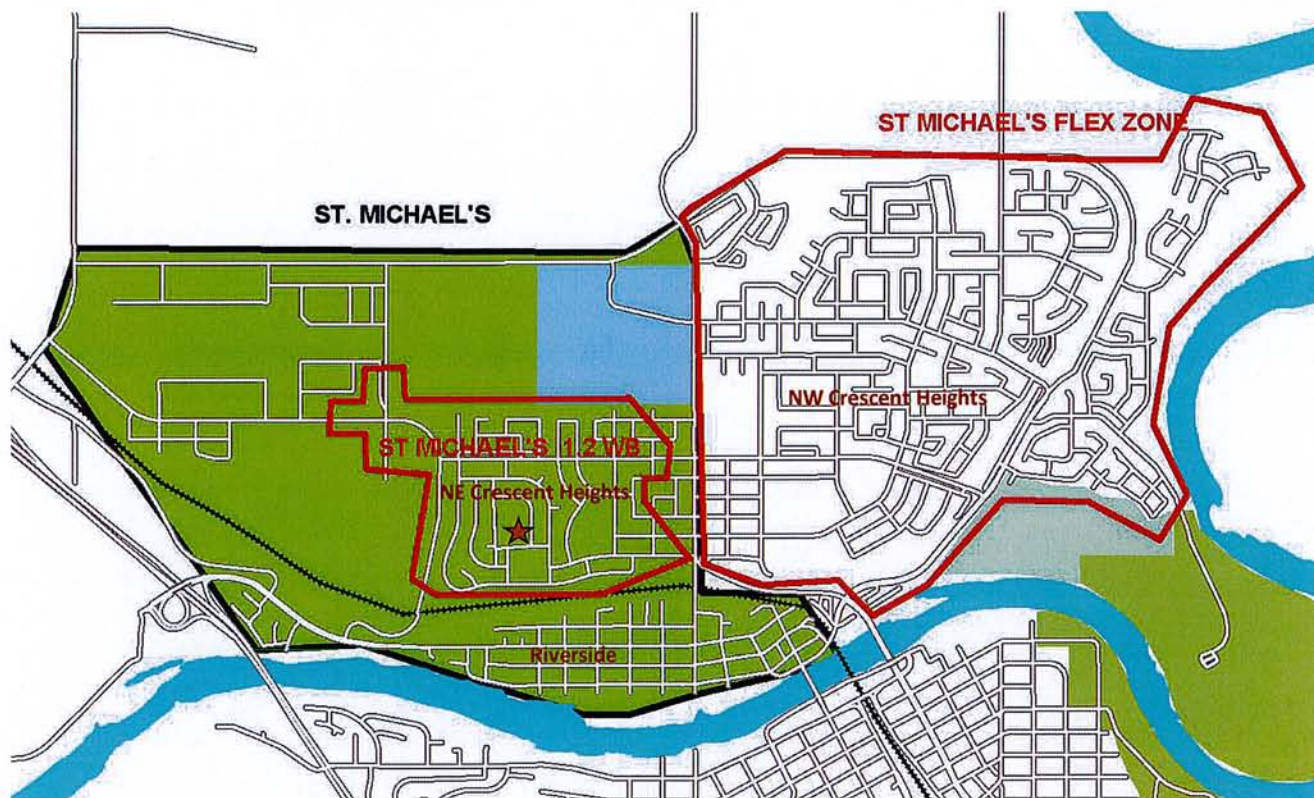 ST MICHAEL'S FLEX ZONE
ST. MICHAEL'S
NW Crescent Heights
ST MICHAEL'S 1.2 WB
NE Crescent Heights
Riverside